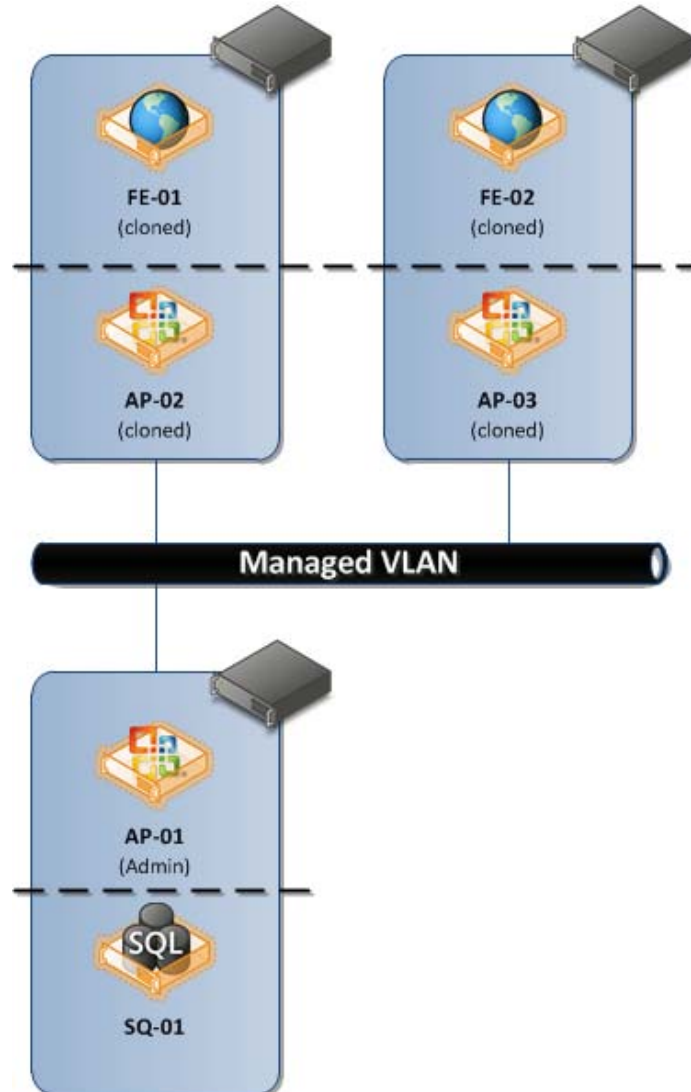 FE-01
(cloned)
FE-02
(cloned)
AP-02
(cloned)
AP-03
(cloned)
Managed VLAN
AP-01
(Admin)
SQL
SQ-01